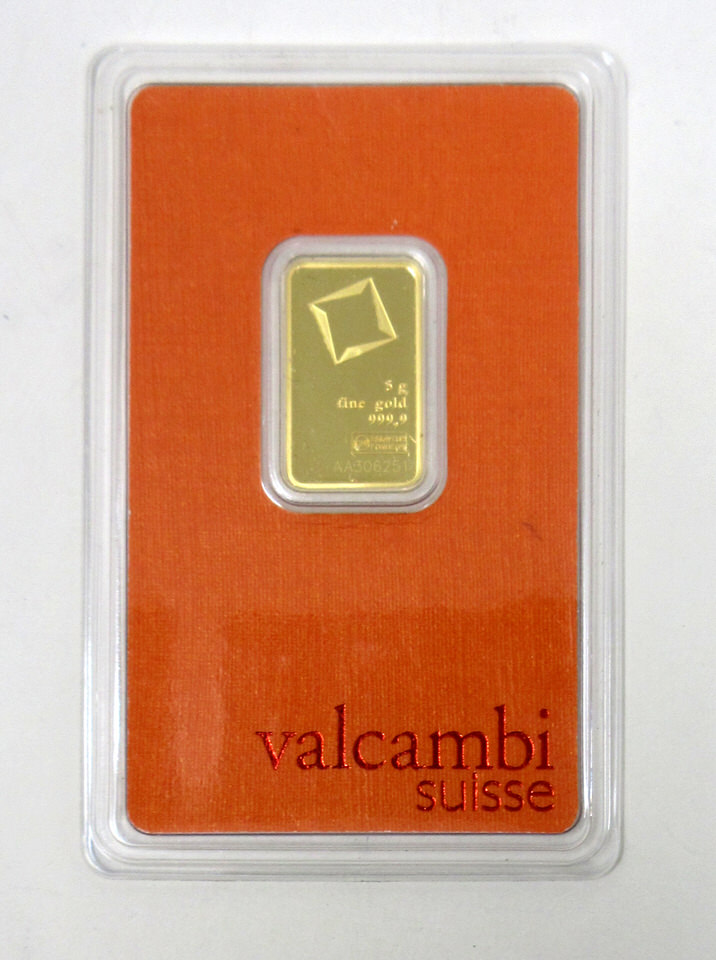 5 g
fine gold
999,9
AA306251
valcambi
suisse